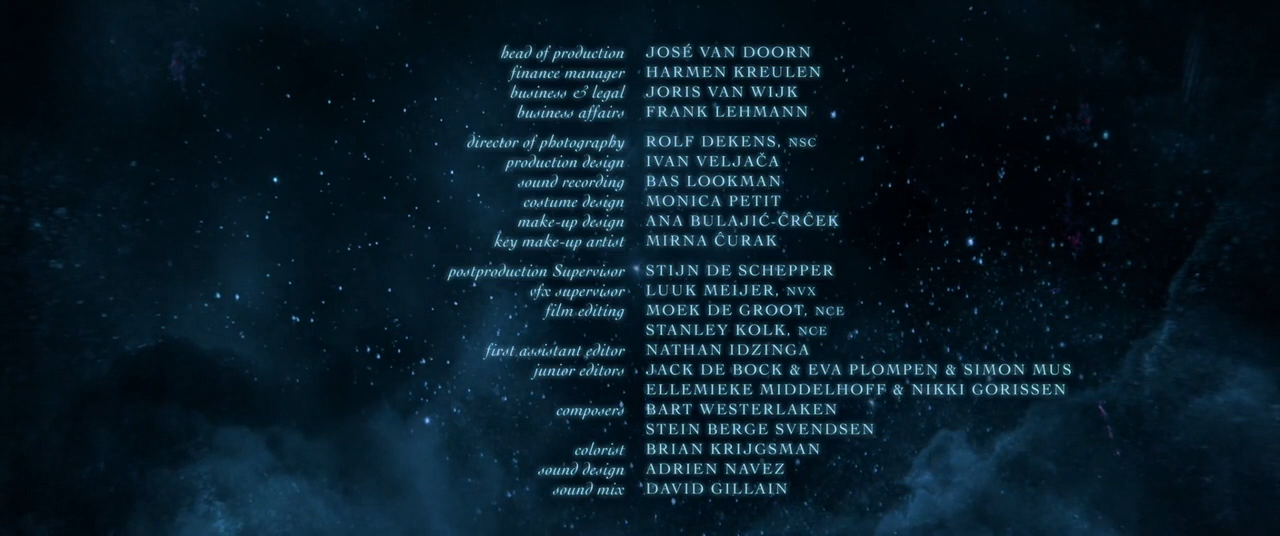 head of production JOSÉ VAN DOORN
finance manager HARMEN KREULEN
business & legal JORIS VAN WIJK
business affairs FRANK LEHMANN
director of photography ROLF DEKENS, NSC
production design IVAN VELJAČA
sound recording BAS LOOKMAN
costume design MONICA PETIT
make-up design ANA BULAJIĆ-ĈRĈEK
key make-up artist MIRNA ĈURAK
postproduction Supervisor STIJN DE SCHEPPER
vfx supervisor LUUK MEIJER, NVX
film editing MOEK DE GROOT, NCE
STANLEY KOLK, NCE
first assistant editor NATHAN IDZINGA
junior editors JACK DE BOCK & EVA PLOMPEN & SIMON MUS
ELLEMIEKE MIDDELHOFF & NIKKI GORISSEN
composers BART WESTERLAKEN
STEIN BERGE SVENDSEN
colorist BRIAN KRIJGSMAN
sound design ADRIEN NAVEZ
sound mix DAVID GILLAIN